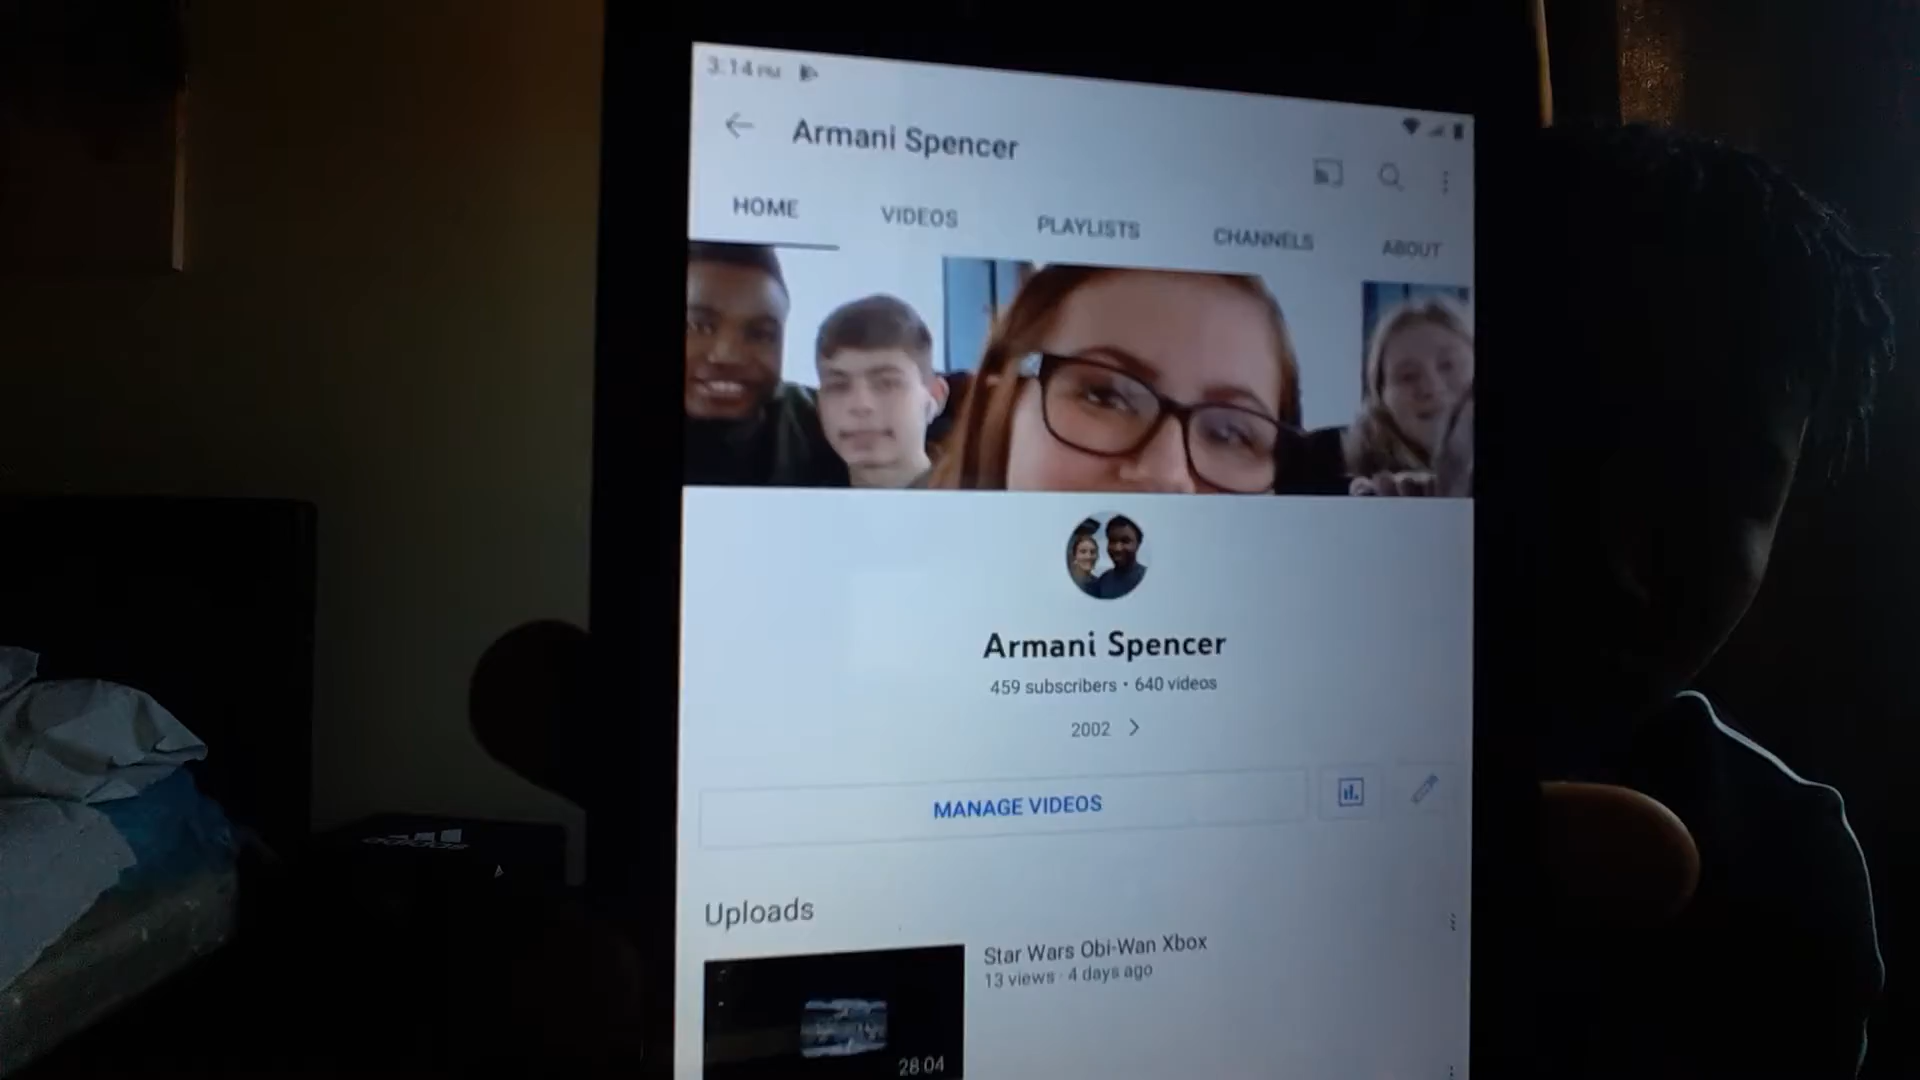 3:14 PM
Armani Spencer
HOME VIDEOS PLAYLISTS CHANNELS ABOUT
Armani Spencer
459 subscribers • 640 videos
2002
MANAGE VIDEOS
adidas
Uploads
Star Wars Obi-Wan Xbox
13 views · 4 days ago
28:04